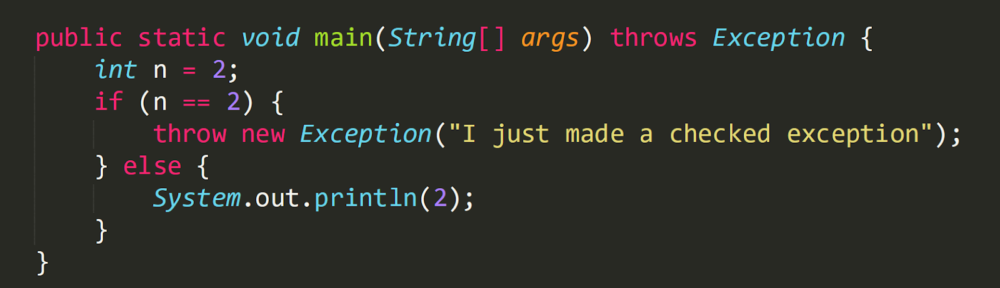 public static void main(String[] args) throws Exception {
    int n = 2;
    if (n == 2) {
        throw new Exception("I just made a checked exception");
    } else {
        System.out.println(2);
    }
}